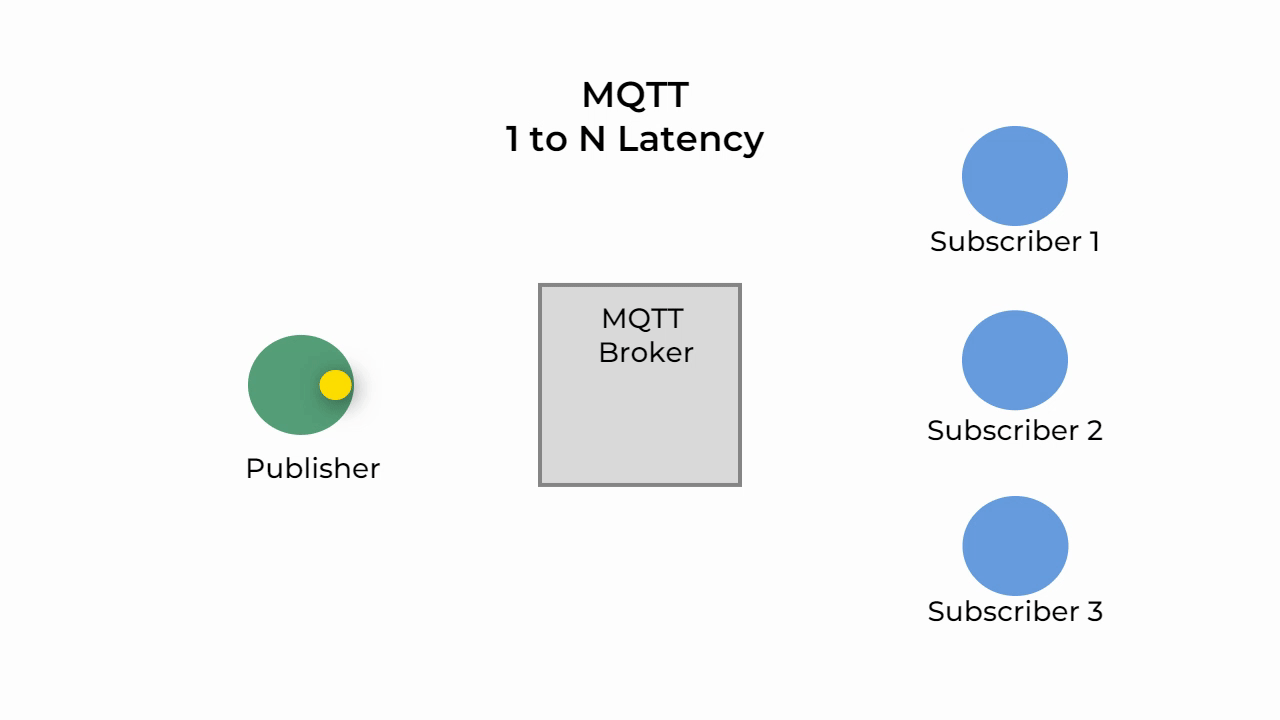 MQTT
1 to N Latency
Subscriber 1
MQTT
Broker
Subscriber 2
Publisher
Subscriber 3